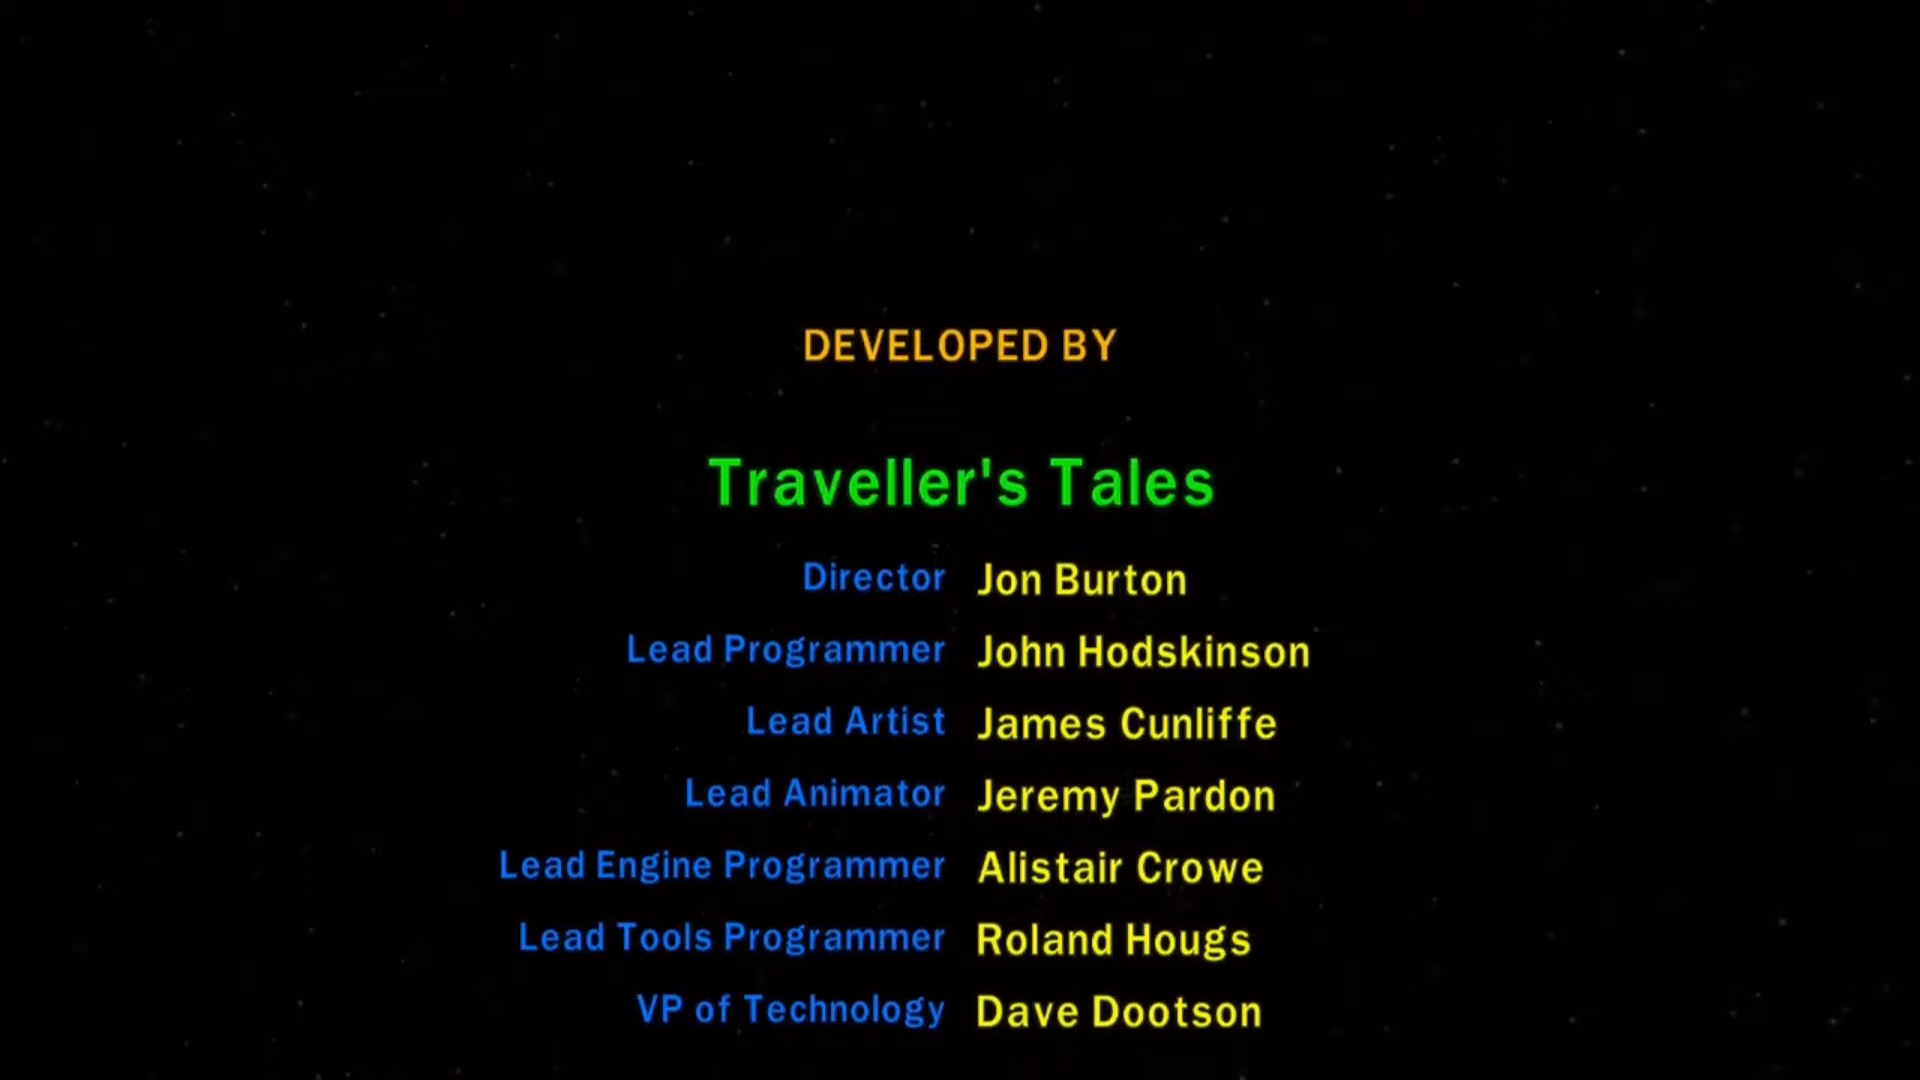 DEVELOPED BY
Traveller's Tales
Director Jon Burton
Lead Programmer John Hodskinson
Lead Artist James Cunliffe
Lead Animator Jeremy Pardon
Lead Engine Programmer Alistair Crowe
Lead Tools Programmer Roland Hougs
VP of Technology Dave Dootson